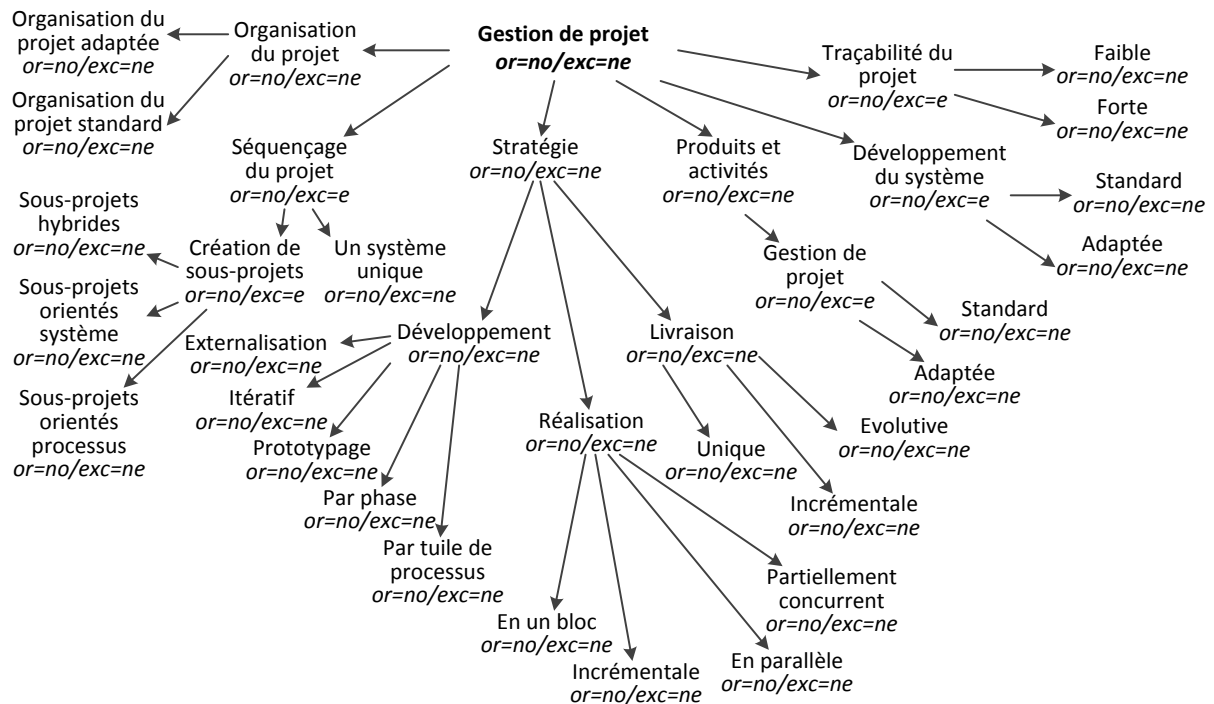 Gestion de projet
or=no/exc=ne
Organisation du
projet adaptée
or=no/exc=ne
Organisation
du projet
or=no/exc=ne
Organisation du
projet standard
or=no/exc=ne
Traçabilité du
projet
or=no/exc=e
Faible
or=no/exc=ne
Forte
or=no/exc=ne
Séquençage
du projet
or=no/exc=e
Stratégie
or=no/exc=ne
Produits et
activités
or=no/exc=ne
Développement
du système
or=no/exc=e
Standard
or=no/exc=ne
Adaptée
or=no/exc=ne
Sous-projets
hybrides
or=no/exc=ne
Création de
sous-projets
or=no/exc=e
Un système
unique
or=no/exc=ne
Gestion de
projet
or=no/exc=e
Sous-projets
orientés
système
or=no/exc=ne
Standard
or=no/exc=ne
Adaptée
or=no/exc=ne
Sous-projets
orientés
processus
or=no/exc=ne
Développement
or=no/exc=ne
Livraison
or=no/exc=ne
Externalisation
or=no/exc=ne
Itératif
or=no/exc=ne
Prototypage
or=no/exc=ne
Par phase
or=no/exc=ne
Par tuile de
processus
or=no/exc=ne
Réalisation
or=no/exc=ne
Unique
or=no/exc=ne
Evolutive
or=no/exc=ne
Incrémentale
or=no/exc=ne
En un bloc
or=no/exc=ne
Incrémentale
or=no/exc=ne
En parallèle
or=no/exc=ne
Partiellement
concurrent
or=no/exc=ne